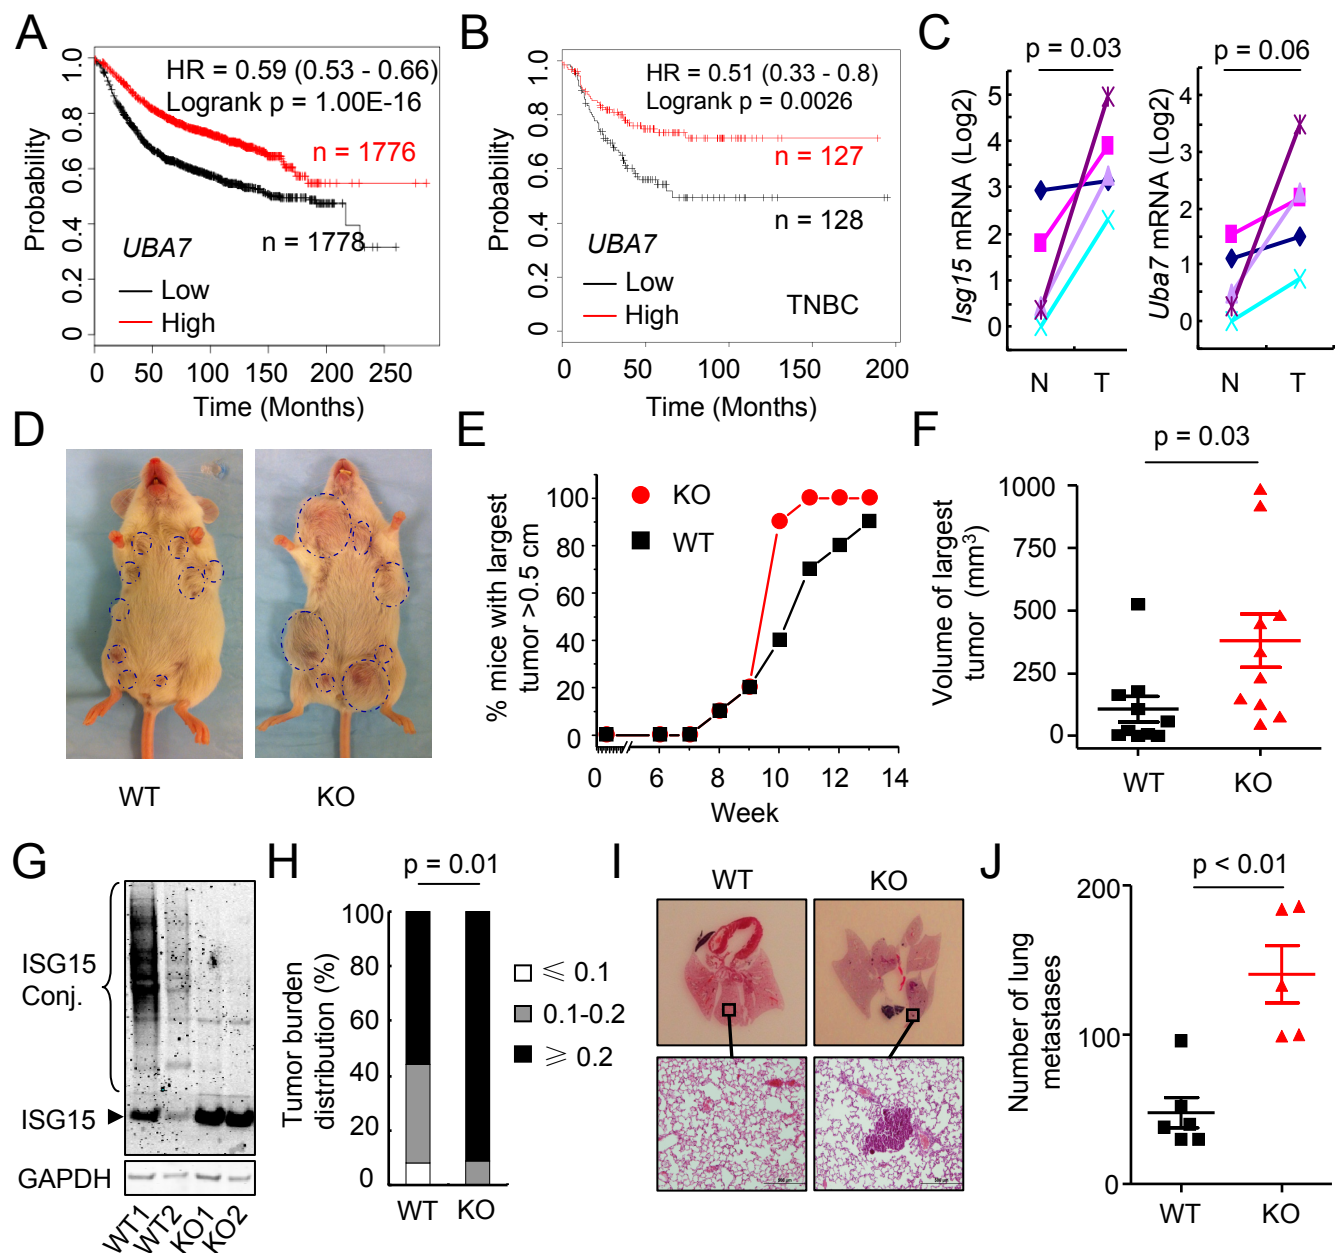 A
HR = 0.59 (0.53 - 0.66)
Logrank p = 1.00E-16
n = 1776
n = 1778
UBA7
Low
High
Probability
0.0 0.2 0.4 0.6 0.8 1.0
0 50 100 150 200 250
Time (Months)
B
HR = 0.51 (0.33 - 0.8)
Logrank p = 0.0026
n = 127
n = 128
UBA7
Low
High
TNBC
Probability
0.0 0.2 0.4 0.6 0.8 1.0
0 50 100 150 200
Time (Months)
C
p = 0.03
Isg15 mRNA (Log2)
5
4
3
2
1
0
N T
p = 0.06
Uba7 mRNA (Log2)
4
3
2
1
0
N T
D
WT KO
E
% mice with largest
tumor >0.5 cm
100
80
60
40
20
0
KO
WT
0 6 8 10 12 14
Week
F
p = 0.03
Volume of largest
tumor (mm³)
1000
750
500
250
0
WT KO
G
ISG15
Conj.
ISG15
GAPDH
WT1 WT2 KO1 KO2
H
p = 0.01
Tumor burden
distribution (%)
100
80
60
40
20
0
WT KO
≤ 0.1
0.1-0.2
≥ 0.2
I
WT KO
J
p < 0.01
Number of lung
metastases
200
100
0
WT KO